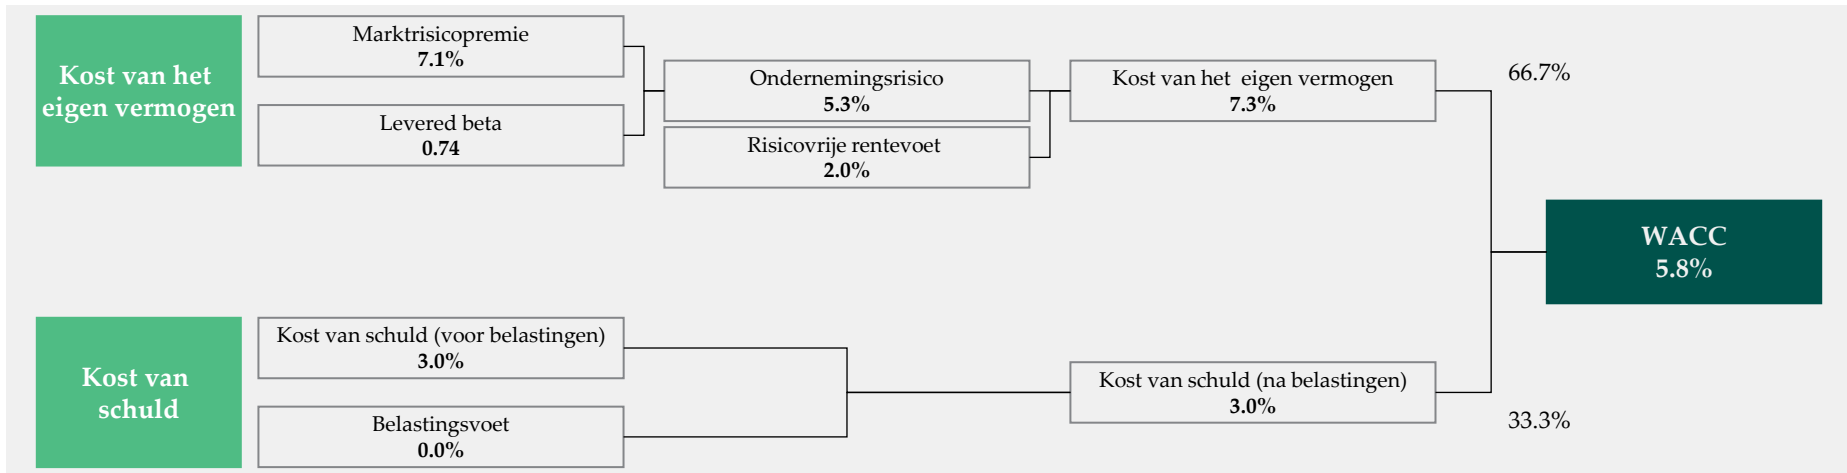 Kost van het
eigen vermogen
Marktrisicopremie
7.1%
Levered beta
0.74
Ondernemingsrisico
5.3%
Risicovrije rentevoet
2.0%
Kost van het eigen vermogen
7.3%
66.7%
WACC
5.8%
Kost van
schuld
Kost van schuld (voor belastingen)
3.0%
Belastingsvoet
0.0%
Kost van schuld (na belastingen)
3.0%
33.3%